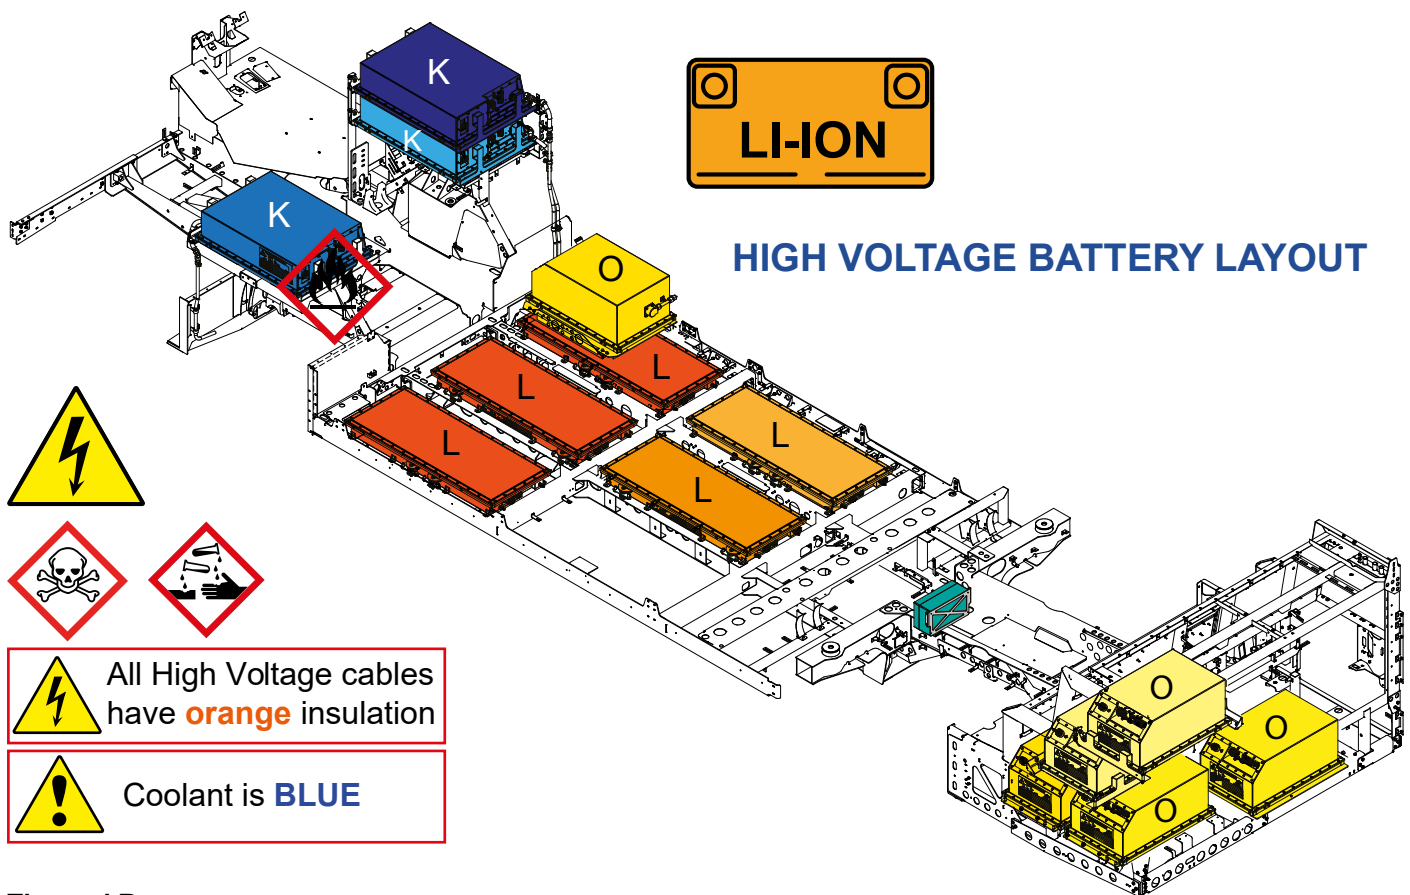 K
K
K
LI-ION
HIGH VOLTAGE BATTERY LAYOUT
O
L
L
L
L
L
All High Voltage cables
have orange insulation
Coolant is BLUE
O
O
O